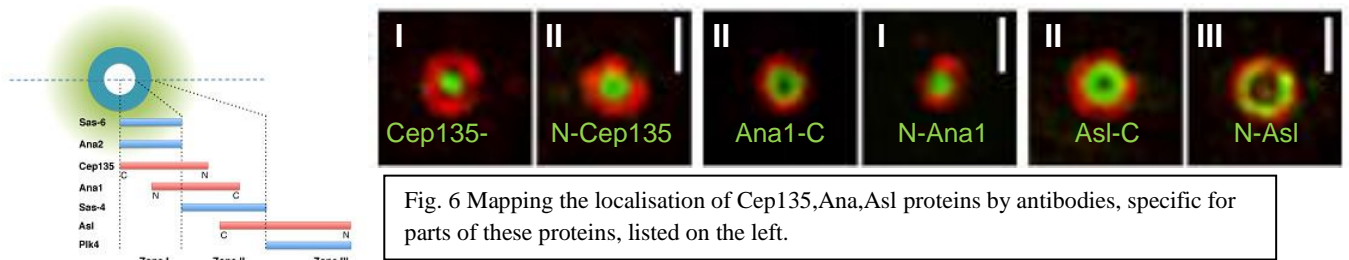 I
II
II
I
II
III
Cep135-
N-Cep135
Ana1-C
N-Ana1
Asl-C
N-Asl
Sas-6
Ana2
Cep135
C N
Ana1
N C
Sas-4
Asl
C N
Plk4
Fig. 6 Mapping the localisation of Cep135,Ana,Asl proteins by antibodies, specific for
parts of these proteins, listed on the left.